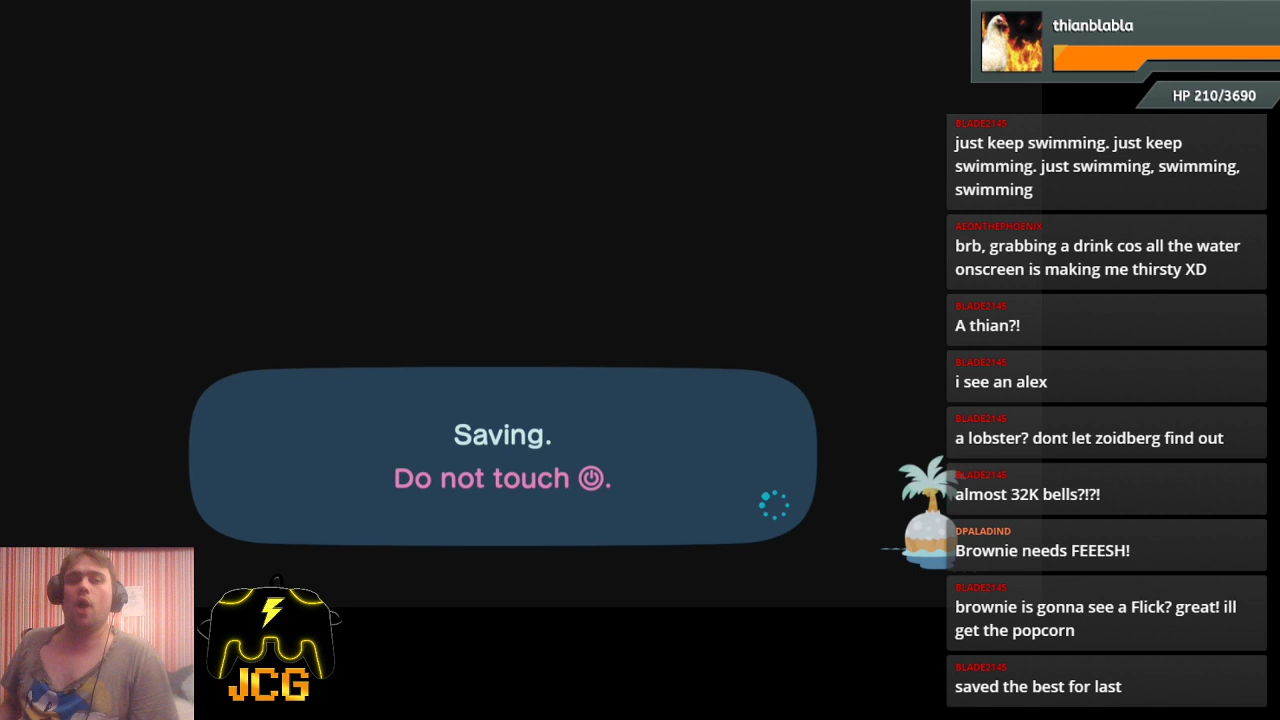 thianblabla
HP 210/3690
BLADE2145
just keep swimming. just keep
swimming. just swimming, swimming,
swimming
AEONTHEPHOENIX
brb, grabbing a drink cos all the water
onscreen is making me thirsty XD
BLADE2145
A thian?!
BLADE2145
i see an alex
BLADE2145
a lobster? dont let zoidberg find out
BLADE2145
almost 32K bells?!?!
DPALADIND
Brownie needs FEEESH!
BLADE2145
brownie is gonna see a Flick? great! ill
get the popcorn
BLADE2145
saved the best for last
Saving.
Do not touch ⏻.
JCG